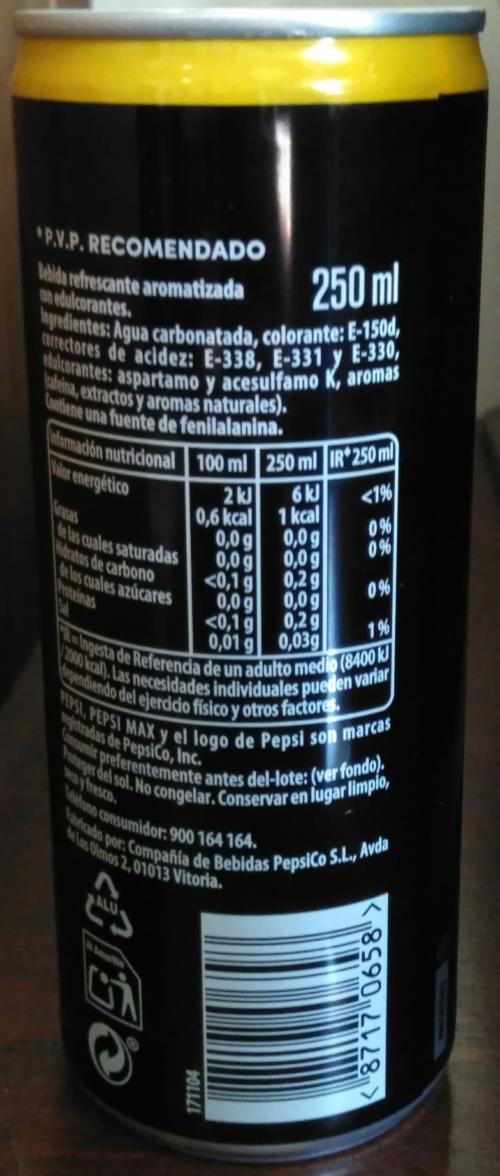 * P.V.P. RECOMENDADO
Bebida refrescante aromatizada
con edulcorantes.
250 ml
Ingredientes: Agua carbonatada, colorante: E-150d,
correctores de acidez: E-338, E-331 y E-330,
edulcorantes: aspartamo y acesulfamo K, aromas
(cafeína, extractos y aromas naturales).
Contiene una fuente de fenilalanina.
Información nutricional 100 ml 250 ml IR* 250 ml
Valor energético 2 kJ 6 kJ <1%
0,6 kcal 1 kcal
Grasas 0,0 g 0,0 g 0%
de las cuales saturadas 0,0 g 0,0 g 0%
Hidratos de carbono <0,1 g 0,2 g
de los cuales azúcares 0,0 g 0,0 g 0%
Proteínas <0,1 g 0,2 g
Sal 0,01 g 0,03g 1%
*IR = Ingesta de Referencia de un adulto medio (8400 kJ
/2000 kcal). Las necesidades individuales pueden variar
dependiendo del ejercicio físico y otros factores.
PEPSI, PEPSI MAX y el logo de Pepsi son marcas
registradas de PepsiCo, Inc.
Consumir preferentemente antes del-lote: (ver fondo).
Proteger del sol. No congelar. Conservar en lugar limpio,
seco y fresco.
Teléfono consumidor: 900 164 164.
Fabricado por: Compañía de Bebidas PepsiCo S.L., Avda
de Los Olmos 2, 01013 Vitoria.
ALU
Al Amarillo
®
171104
< 8717 0658 >